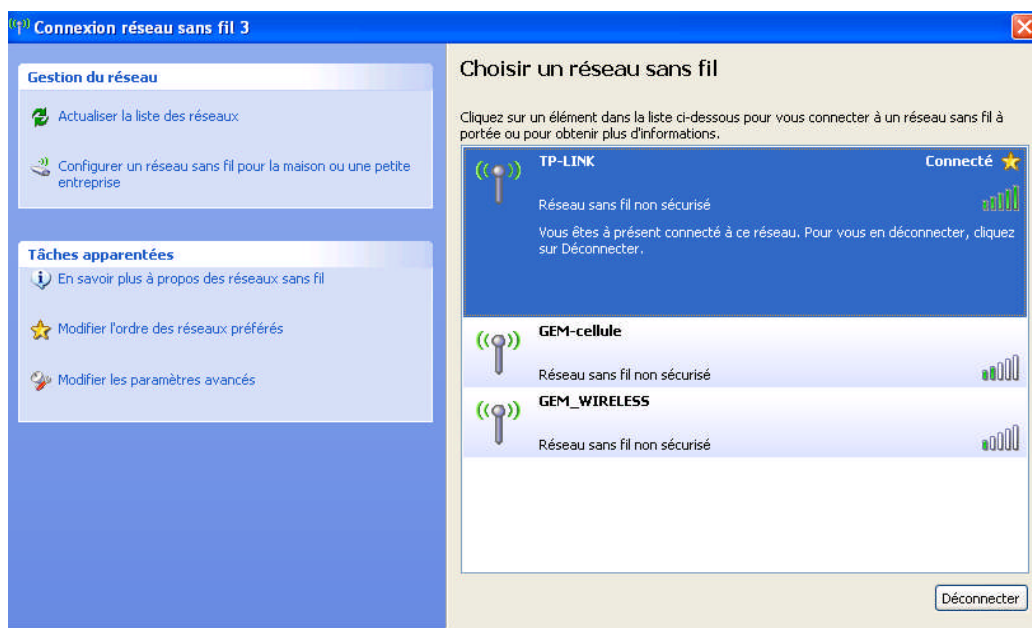 Connexion réseau sans fil 3
Gestion du réseau
Actualiser la liste des réseaux
Configurer un réseau sans fil pour la maison ou une petite
entreprise
Tâches apparentées
En savoir plus à propos des réseaux sans fil
Modifier l'ordre des réseaux préférés
Modifier les paramètres avancés
Choisir un réseau sans fil
Cliquez sur un élément dans la liste ci-dessous pour vous connecter à un réseau sans fil à
portée ou pour obtenir plus d'informations.
TP-LINK Connecté
Réseau sans fil non sécurisé
Vous êtes à présent connecté à ce réseau. Pour vous en déconnecter, cliquez
sur Déconnecter.
GEM-cellule
Réseau sans fil non sécurisé
GEM_WIRELESS
Réseau sans fil non sécurisé
Déconnecter